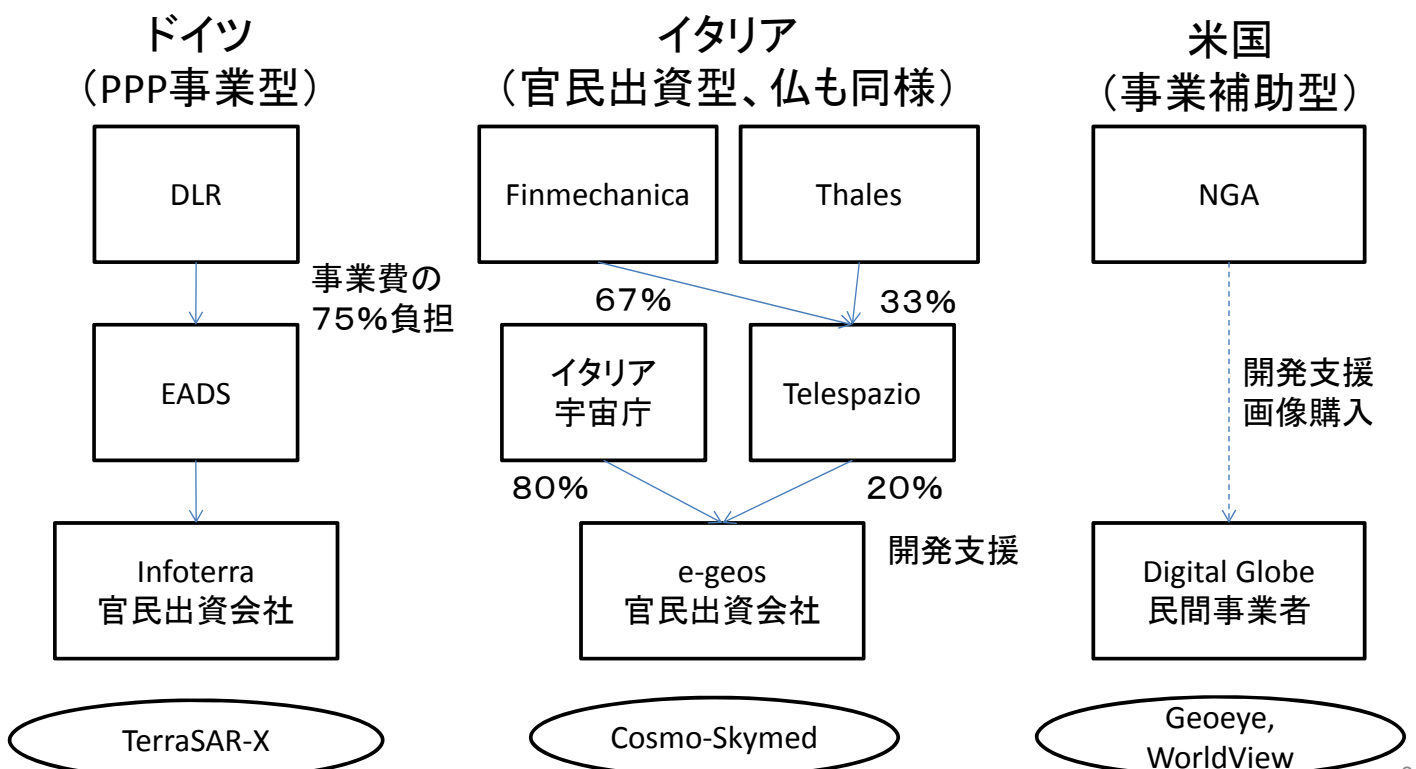 ドイツ
（PPP事業型）
イタリア
（官民出資型、仏も同様）
米国
（事業補助型）
DLR
事業費の
７５％負担
EADS
Infoterra
官民出資会社
TerraSAR-X
Finmechanica
Thales
６７％
３３％
イタリア
宇宙庁
Telespazio
８０％
２０％
開発支援
e-geos
官民出資会社
Cosmo-Skymed
NGA
開発支援
画像購入
Digital Globe
民間事業者
Geoeye,
WorldView